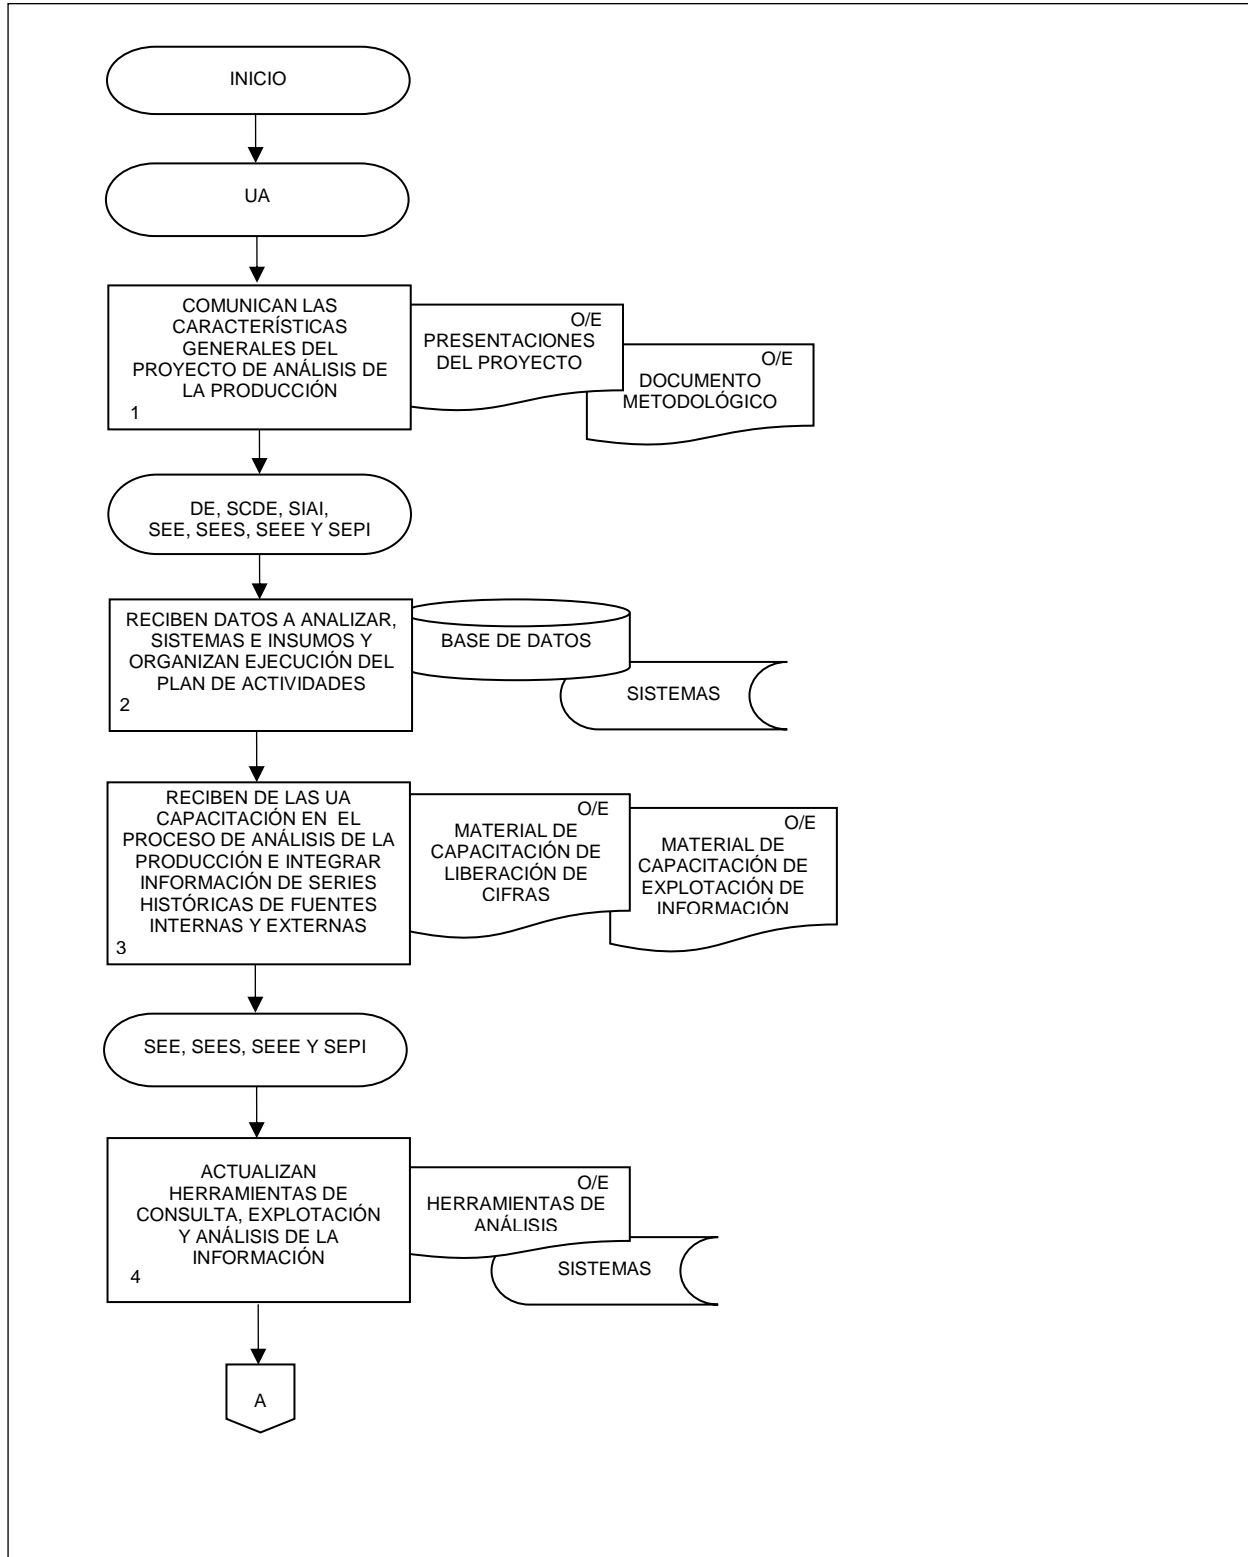 INICIO
UA
COMUNICAN LAS
CARACTERÍSTICAS
GENERALES DEL
PROYECTO DE ANÁLISIS DE
LA PRODUCCIÓN
1
O/E
PRESENTACIONES
DEL PROYECTO
O/E
DOCUMENTO
METODOLÓGICO
DE, SCDE, SIAI,
SEE, SEES, SEEE Y SEPI
RECIBEN DATOS A ANALIZAR,
SISTEMAS E INSUMOS Y
ORGANIZAN EJECUCIÓN DEL
PLAN DE ACTIVIDADES
2
BASE DE DATOS
SISTEMAS
RECIBEN DE LAS UA
CAPACITACIÓN EN EL
PROCESO DE ANÁLISIS DE LA
PRODUCCIÓN E INTEGRAR
INFORMACIÓN DE SERIES
HISTÓRICAS DE FUENTES
INTERNAS Y EXTERNAS
3
O/E
MATERIAL DE
CAPACITACIÓN DE
LIBERACIÓN DE
CIFRAS
O/E
MATERIAL DE
CAPACITACIÓN DE
EXPLOTACIÓN DE
INFORMACIÓN
SEE, SEES, SEEE Y SEPI
ACTUALIZAN
HERRAMIENTAS DE
CONSULTA, EXPLOTACIÓN
Y ANÁLISIS DE LA
INFORMACIÓN
4
O/E
HERRAMIENTAS DE
ANÁLISIS
SISTEMAS
A